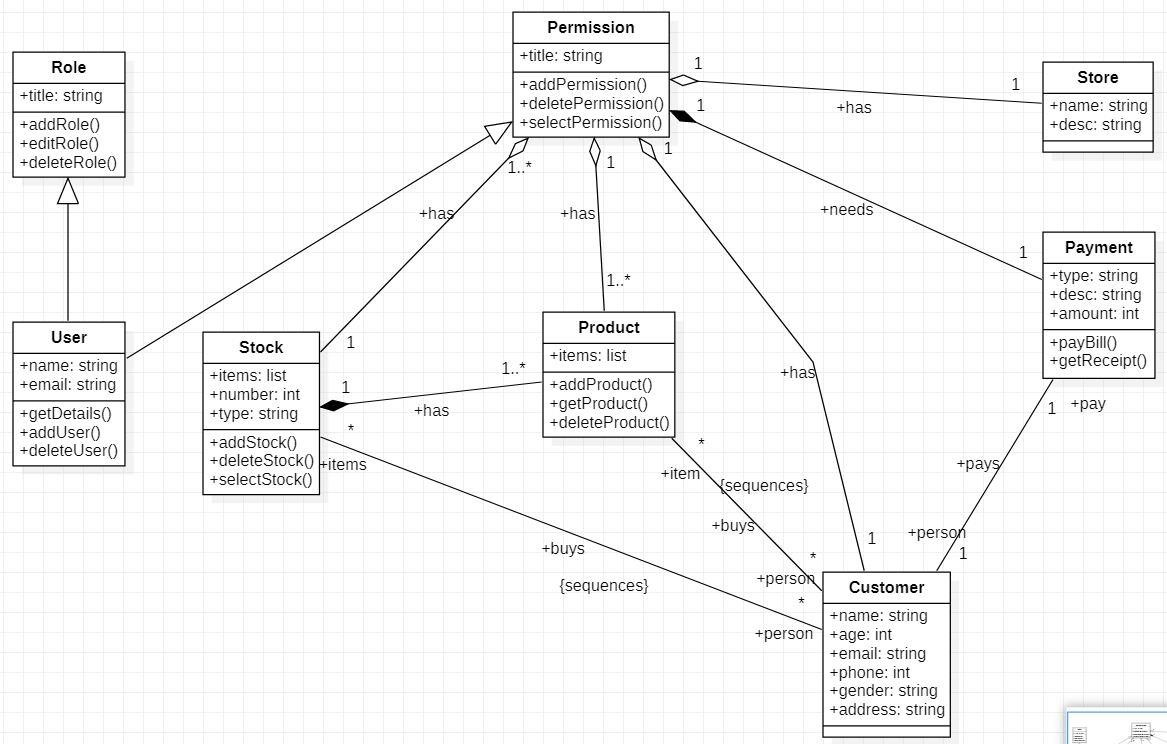 Permission
+title: string
+addPermission()
+deletePermission()
+selectPermission()
Role
+title: string
+addRole()
+editRole()
+deleteRole()
Store
+name: string
+desc: string
1
1
+has
1
+needs
1
1..*
+has
1
1
+has
1..*
1
+has
1
Payment
+type: string
+desc: string
+amount: int
+payBill()
+getReceipt()
User
+name: string
+email: string
+getDetails()
+addUser()
+deleteUser()
Stock
+items: list
+number: int
+type: string
+addStock()
+deleteStock()
+selectStock()
Product
+items: list
+addProduct()
+getProduct()
+deleteProduct()
1
+has
1..*
*
+items
+buys
{sequences}
*
+person
*
+item
{sequences}
+buys
*
+person
1
+pay
+pays
+person
1
Customer
+name: string
+age: int
+email: string
+phone: int
+gender: string
+address: string